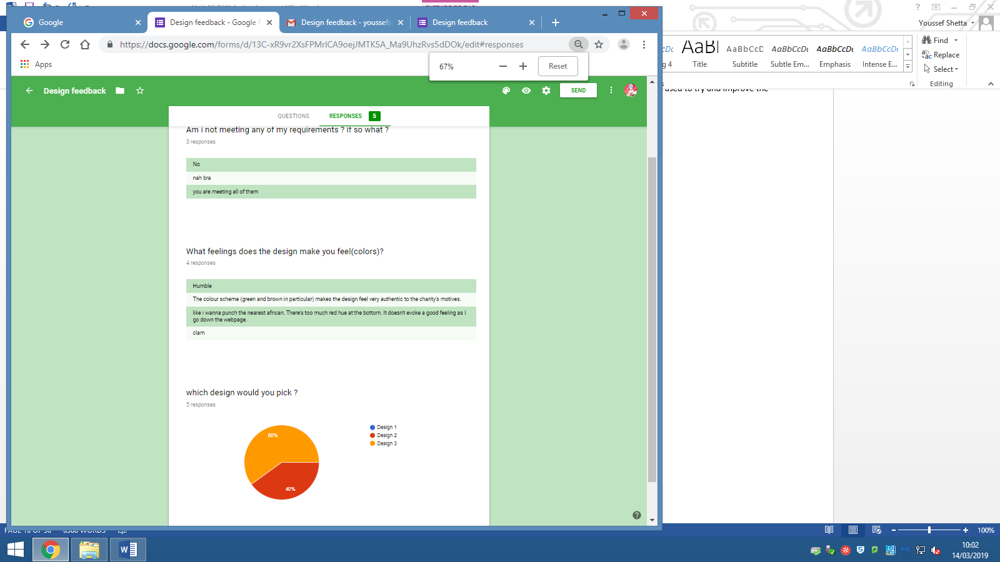 Google
Design feedback - Google F
Design feedback - youssefs
Design feedback
https://docs.google.com/forms/d/13C-xR9vr2XsFPMrlCA9oejJMTK5A_Ma9UhzRvs5dDOk/edit#responses
Apps
67%
Reset
Youssef Shetta
g 4
AaBl
Title
AaBbCcD
Subtitle
AaBbCcDc
Subtle Em...
AaBbCcDc
Emphasis
AaBbCcDc
Intense E...
Find
Replace
Select
Editing
used to try and improve the
Design feedback
SEND
QUESTIONS
RESPONSES 5
Am i not meeting any of my requirements ? if so what ?
3 responses
No
nah bra
you are meeting all of them
What feelings does the design make you feel(colors)?
4 responses
Humble
The colour scheme (green and brown in particular) makes the design feel very authentic to the charity's motives.
like i wanna punch the nearest african. There's too much red hue at the bottom. It doesn't evoke a good feeling as I
go down the webpage.
clam
which design would you pick ?
5 responses
60%
40%
Design 1
Design 2
Design 3
100%
10:02
14/03/2019